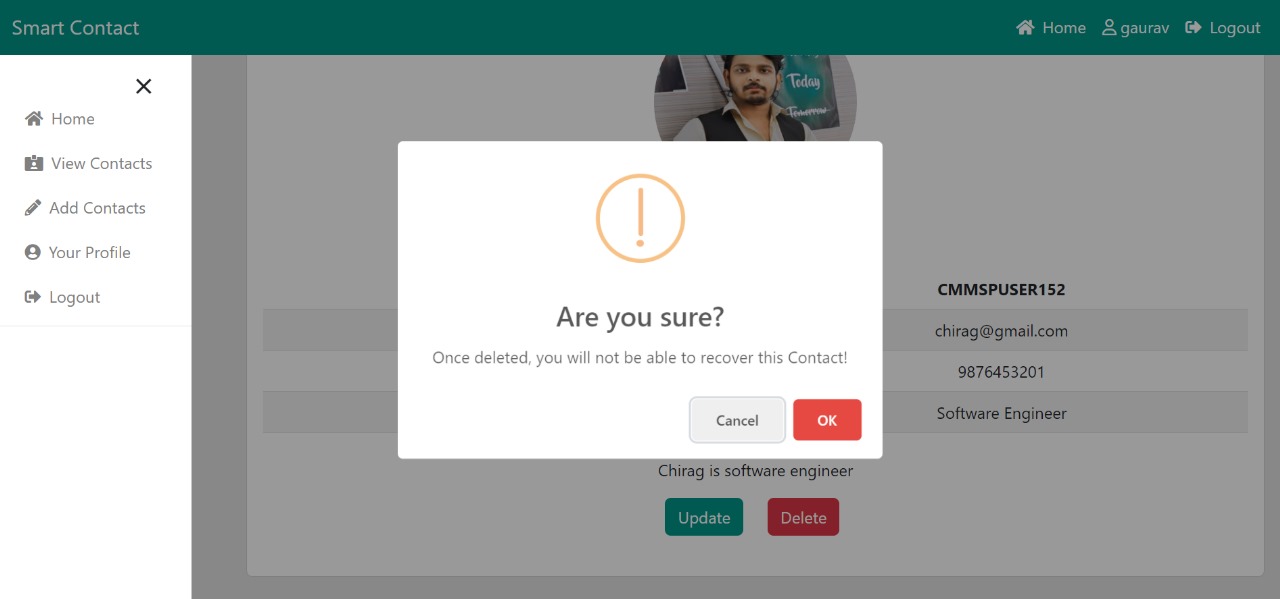 Smart Contact
Home
gaurav
Logout
Home
View Contacts
Add Contacts
Your Profile
Logout
Today
Tomorrow
CMMSPUSER152
chirag@gmail.com
9876453201
Software Engineer
Are you sure?
Once deleted, you will not be able to recover this Contact!
Cancel
OK
Chirag is software engineer
Update
Delete